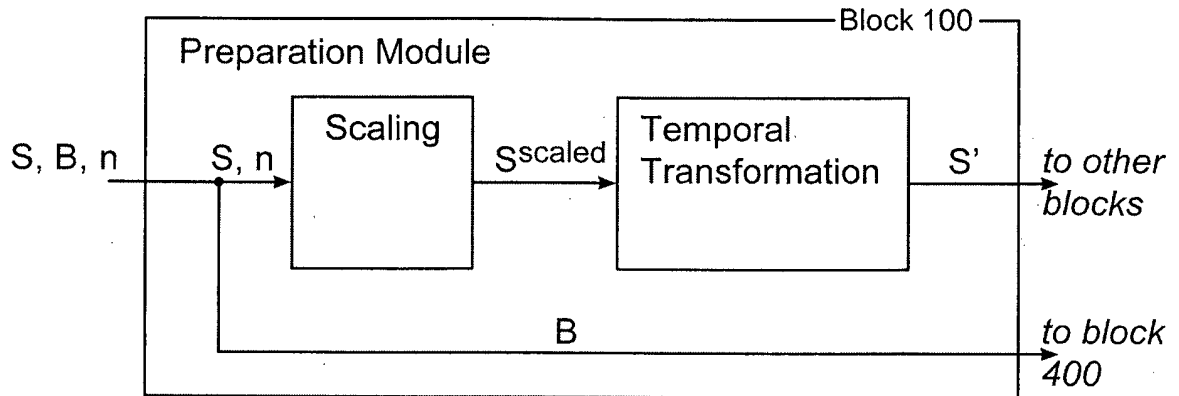 Block 100
Preparation Module
Scaling
Temporal
Transformation
S, B, n
S, n
Sscaled
S'
to other
blocks
B
to block
400